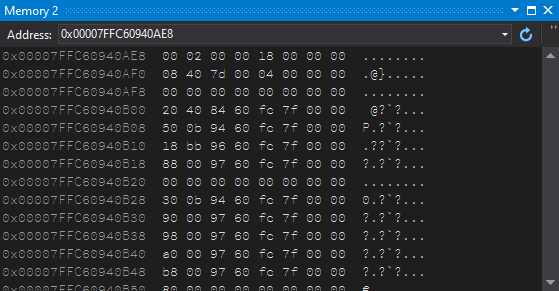 Memory 2
Address: 0x00007FFC60940AE8
0x00007FFC60940AE8 00 02 00 00 18 00 00 00 ........
0x00007FFC60940AF0 08 40 7d 00 04 00 00 00 .@}.....
0x00007FFC60940AF8 00 00 00 00 00 00 00 00 ........
0x00007FFC60940B00 20 40 84 60 fc 7f 00 00 @?`?...
0x00007FFC60940B08 50 0b 94 60 fc 7f 00 00 P.?`?...
0x00007FFC60940B10 18 bb 96 60 fc 7f 00 00 .??`?...
0x00007FFC60940B18 88 00 97 60 fc 7f 00 00 ?.?`?...
0x00007FFC60940B20 00 00 00 00 00 00 00 00 ........
0x00007FFC60940B28 30 0b 94 60 fc 7f 00 00 0.?`?...
0x00007FFC60940B30 90 00 97 60 fc 7f 00 00 ?.?`?...
0x00007FFC60940B38 98 00 97 60 fc 7f 00 00 ?.?`?...
0x00007FFC60940B40 a0 00 97 60 fc 7f 00 00 ?.?`?...
0x00007FFC60940B48 b8 00 97 60 fc 7f 00 00 ?.?`?...